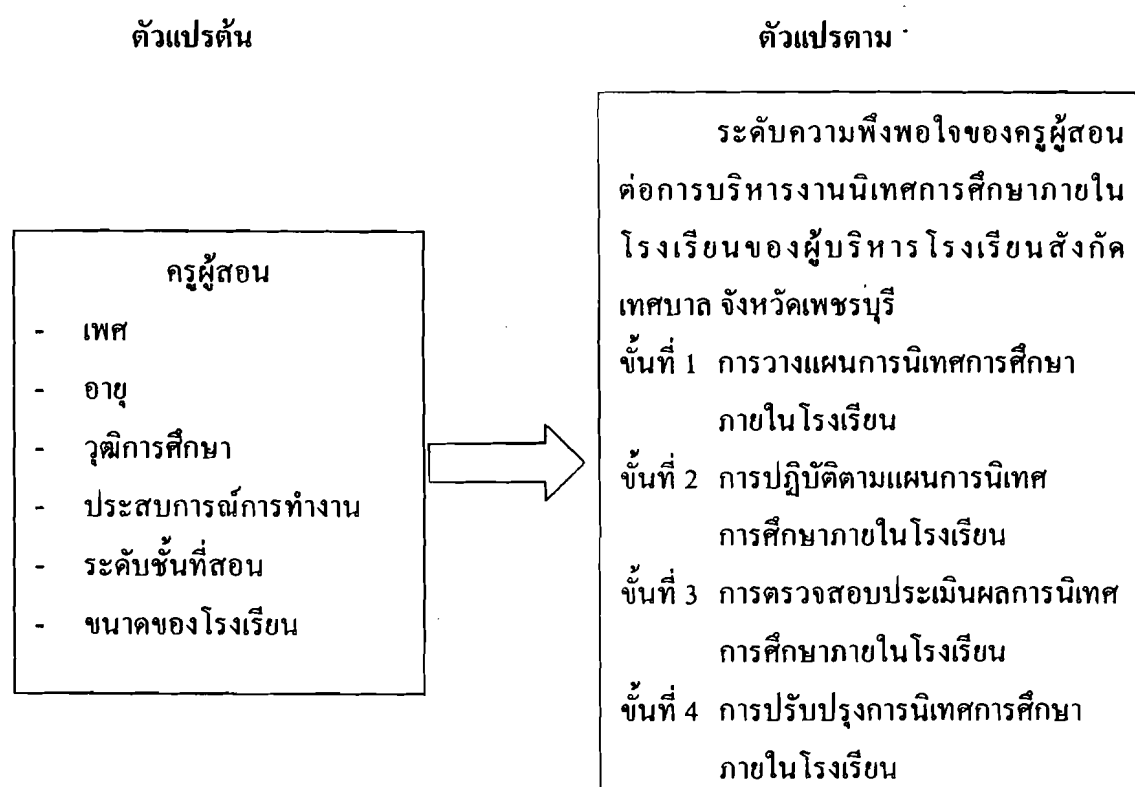 ตัวแปรต้น
ตัวแปรตาม
ครูผู้สอน
- เพศ
- อายุ
- วุฒิการศึกษา
- ประสบการณ์การทำงาน
- ระดับชั้นที่สอน
- ขนาดของโรงเรียน
ระดับความพึงพอใจของครูผู้สอน
ต่อการบริหารงานนิเทศการศึกษาภายใน
โรงเรียนของผู้บริหารโรงเรียนสังกัด
เทศบาล จังหวัดเพชรบุรี
ขั้นที่ 1 การวางแผนการนิเทศการศึกษา
ภายในโรงเรียน
ขั้นที่ 2 การปฏิบัติตามแผนการนิเทศ
การศึกษาภายในโรงเรียน
ขั้นที่ 3 การตรวจสอบประเมินผลการนิเทศ
การศึกษาภายในโรงเรียน
ขั้นที่ 4 การปรับปรุงการนิเทศการศึกษา
ภายในโรงเรียน